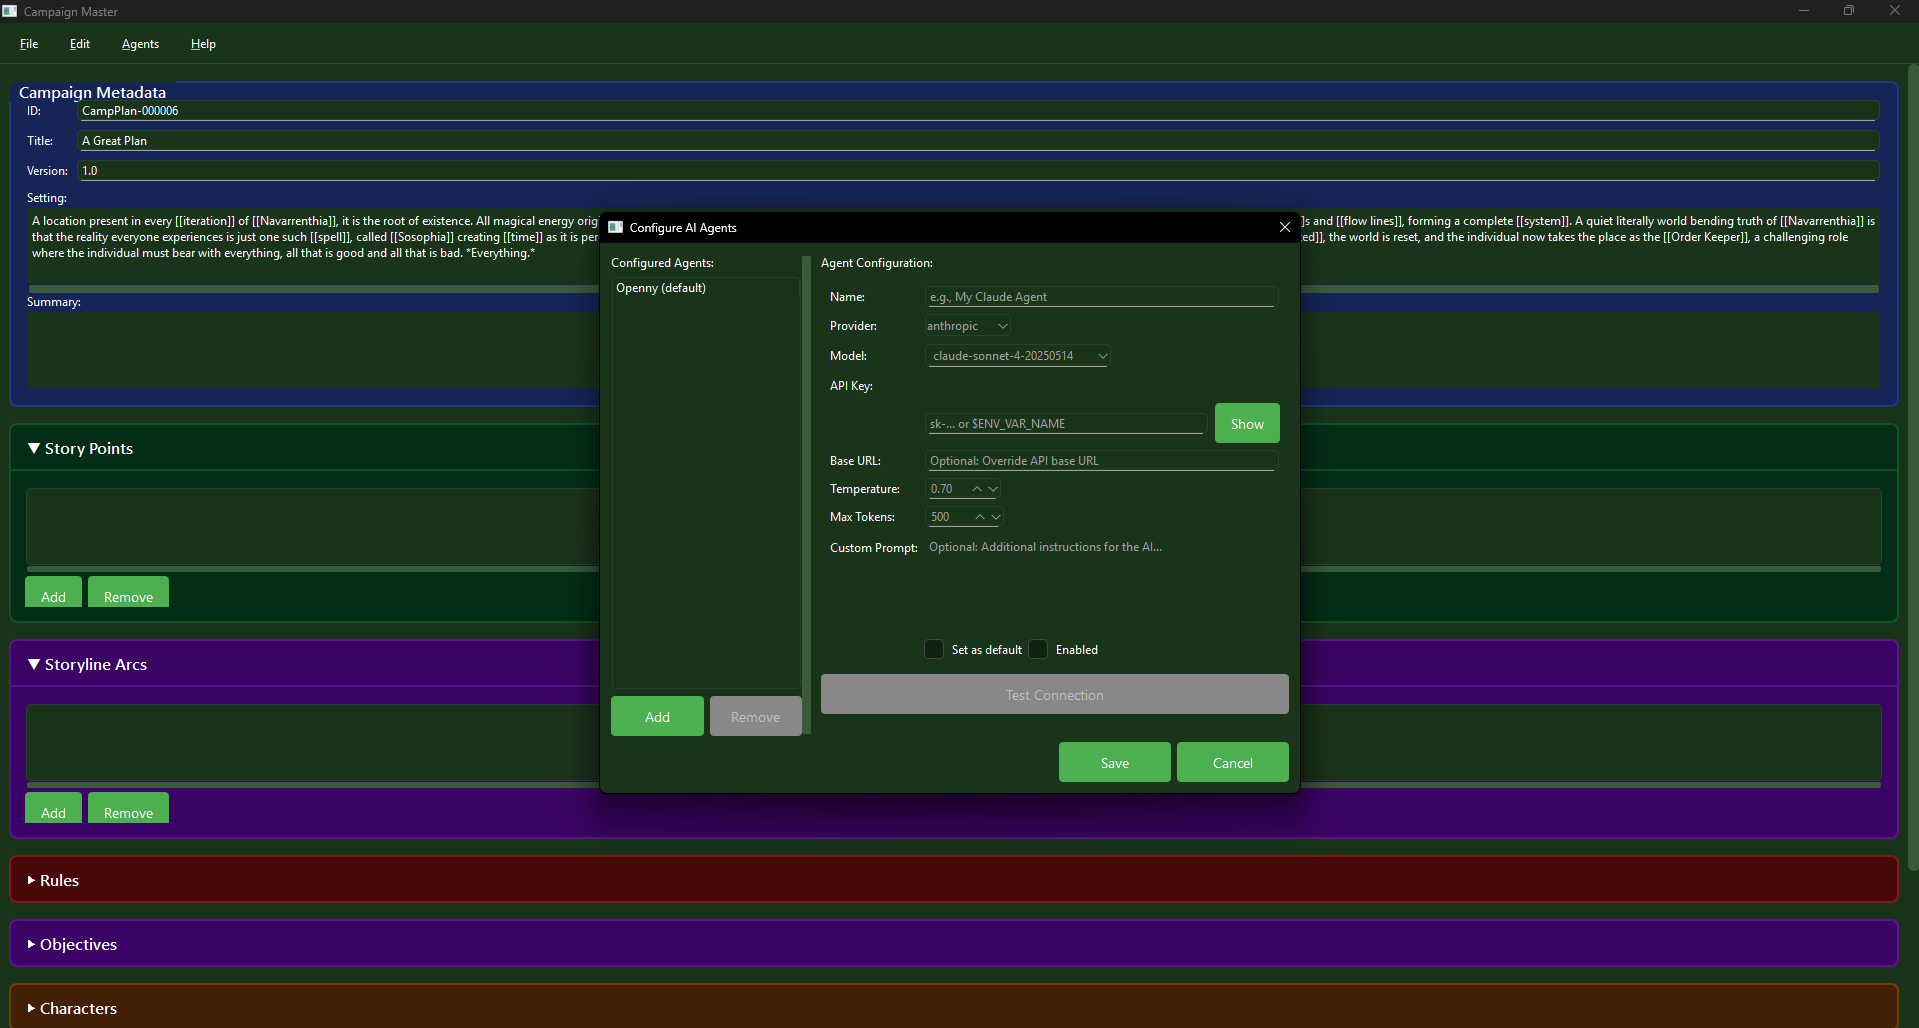 Campaign Master
File Edit Agents Help
Campaign Metadata
ID: CampPlan-000006
Title: A Great Plan
Version: 1.0
Setting:
A location present in every [[iteration]] of [[Navarrenthia]], it is the root of existence. All magical energy orig
]s and [[flow lines]], forming a complete [[system]]. A quiet literally world bending truth of [[Navarrenthia]] is
that the reality everyone experiences is just one such [[spell]], called [[Sosophia]] creating [[time]] as it is per
ed]], the world is reset, and the individual now takes the place as the [[Order Keeper]], a challenging role
where the individual must bear with everything, all that is good and all that is bad. *Everything.*
Summary:
▼ Story Points
Add Remove
▼ Storyline Arcs
Add Remove
▸ Rules
▸ Objectives
▸ Characters
Configure AI Agents
Configured Agents:
Openny (default)
Add Remove
Agent Configuration:
Name: e.g., My Claude Agent
Provider: anthropic
Model: claude-sonnet-4-20250514
API Key:
sk-... or $ENV_VAR_NAME Show
Base URL: Optional: Override API base URL
Temperature: 0.70
Max Tokens: 500
Custom Prompt: Optional: Additional instructions for the AI...
Set as default Enabled
Test Connection
Save Cancel